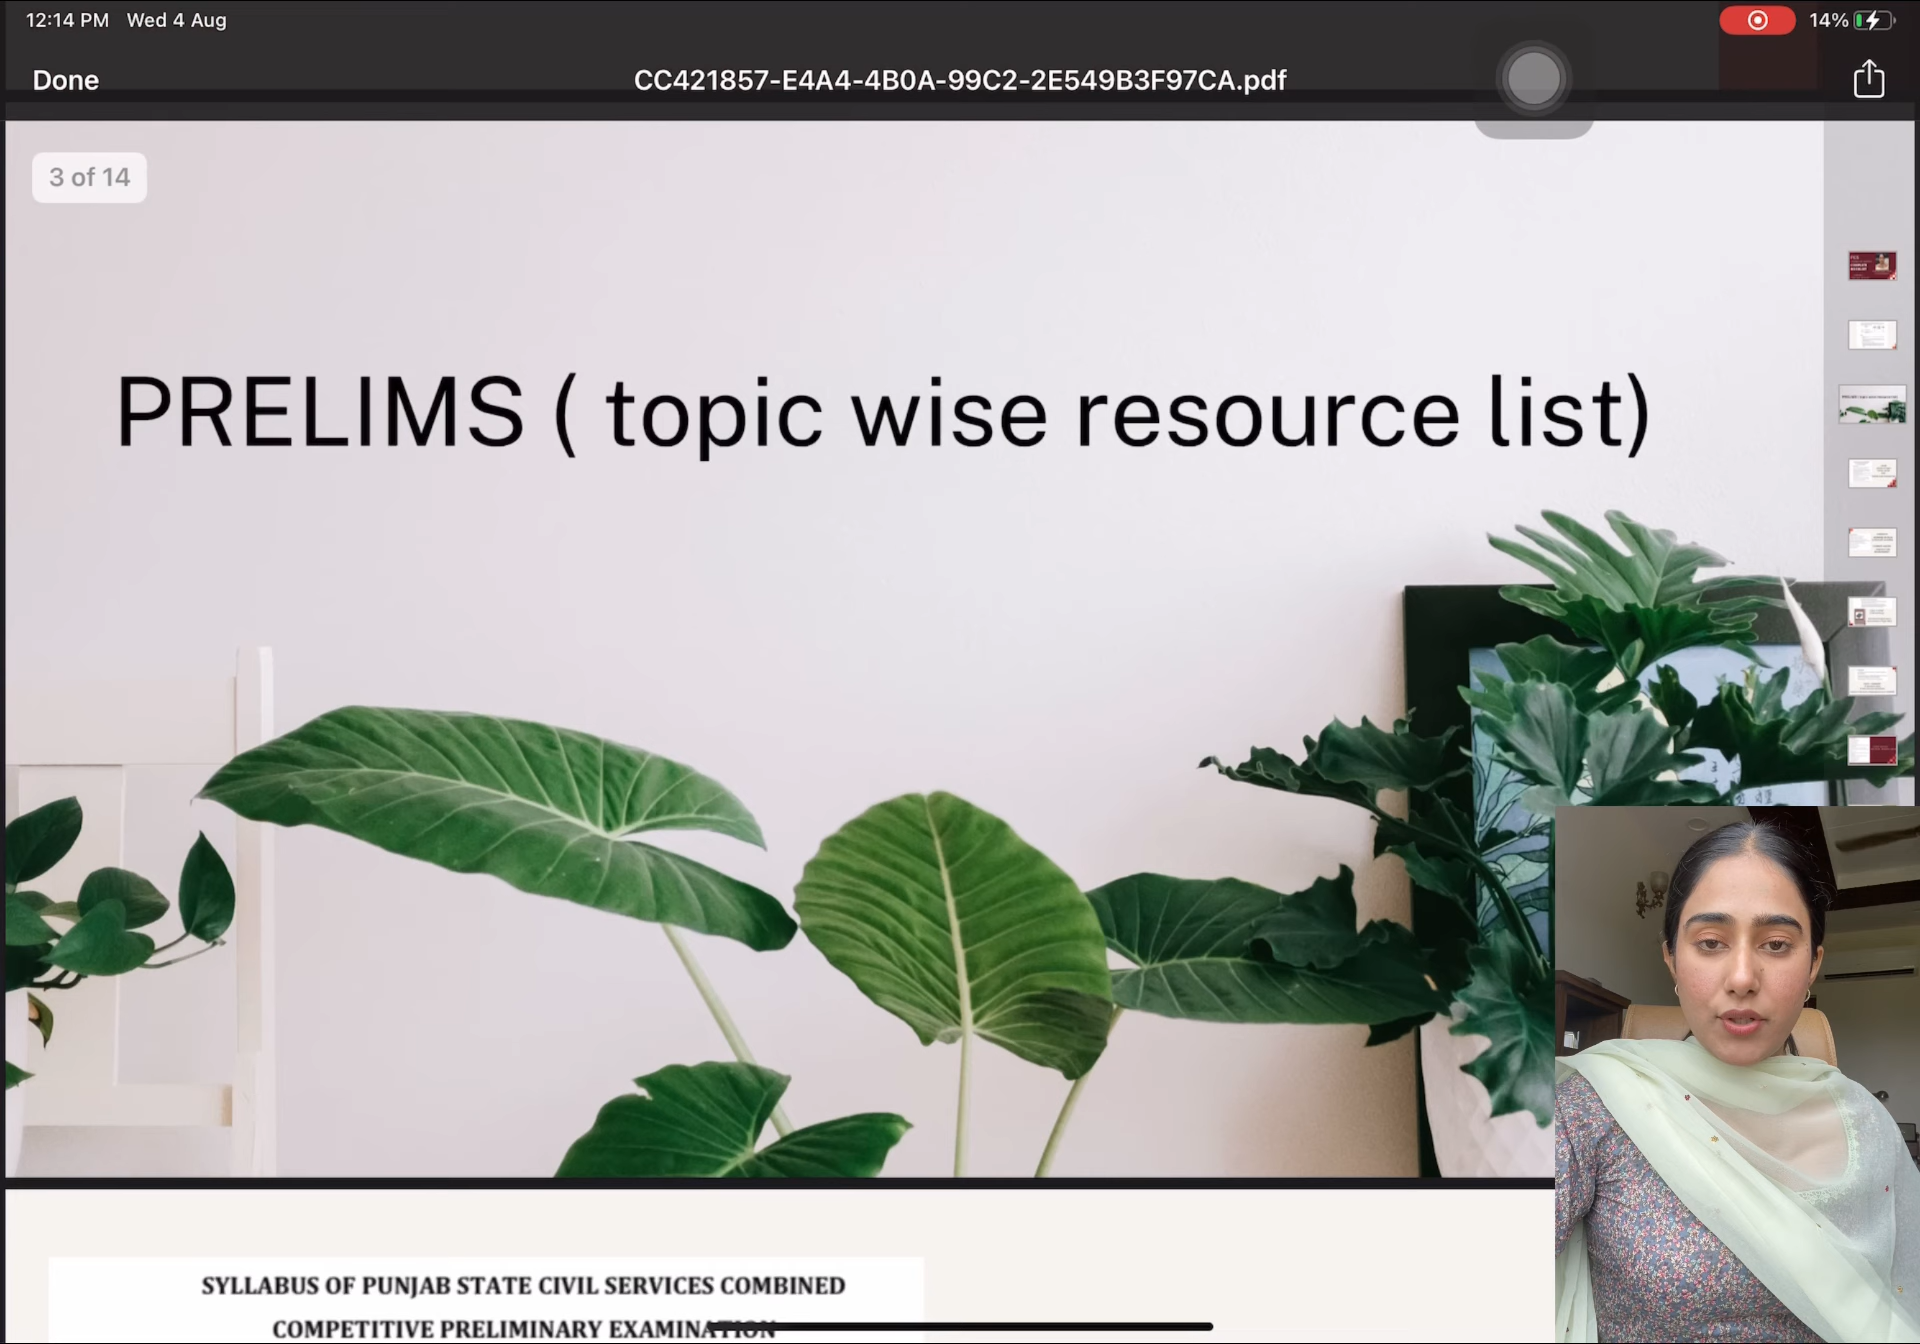 12:14 PM Wed 4 Aug
14%
Done
CC421857-E4A4-4B0A-99C2-2E549B3F97CA.pdf
3 of 14
PRELIMS ( topic wise resource list)
SYLLABUS OF PUNJAB STATE CIVIL SERVICES COMBINED
COMPETITIVE PRELIMINARY EXAMINATION